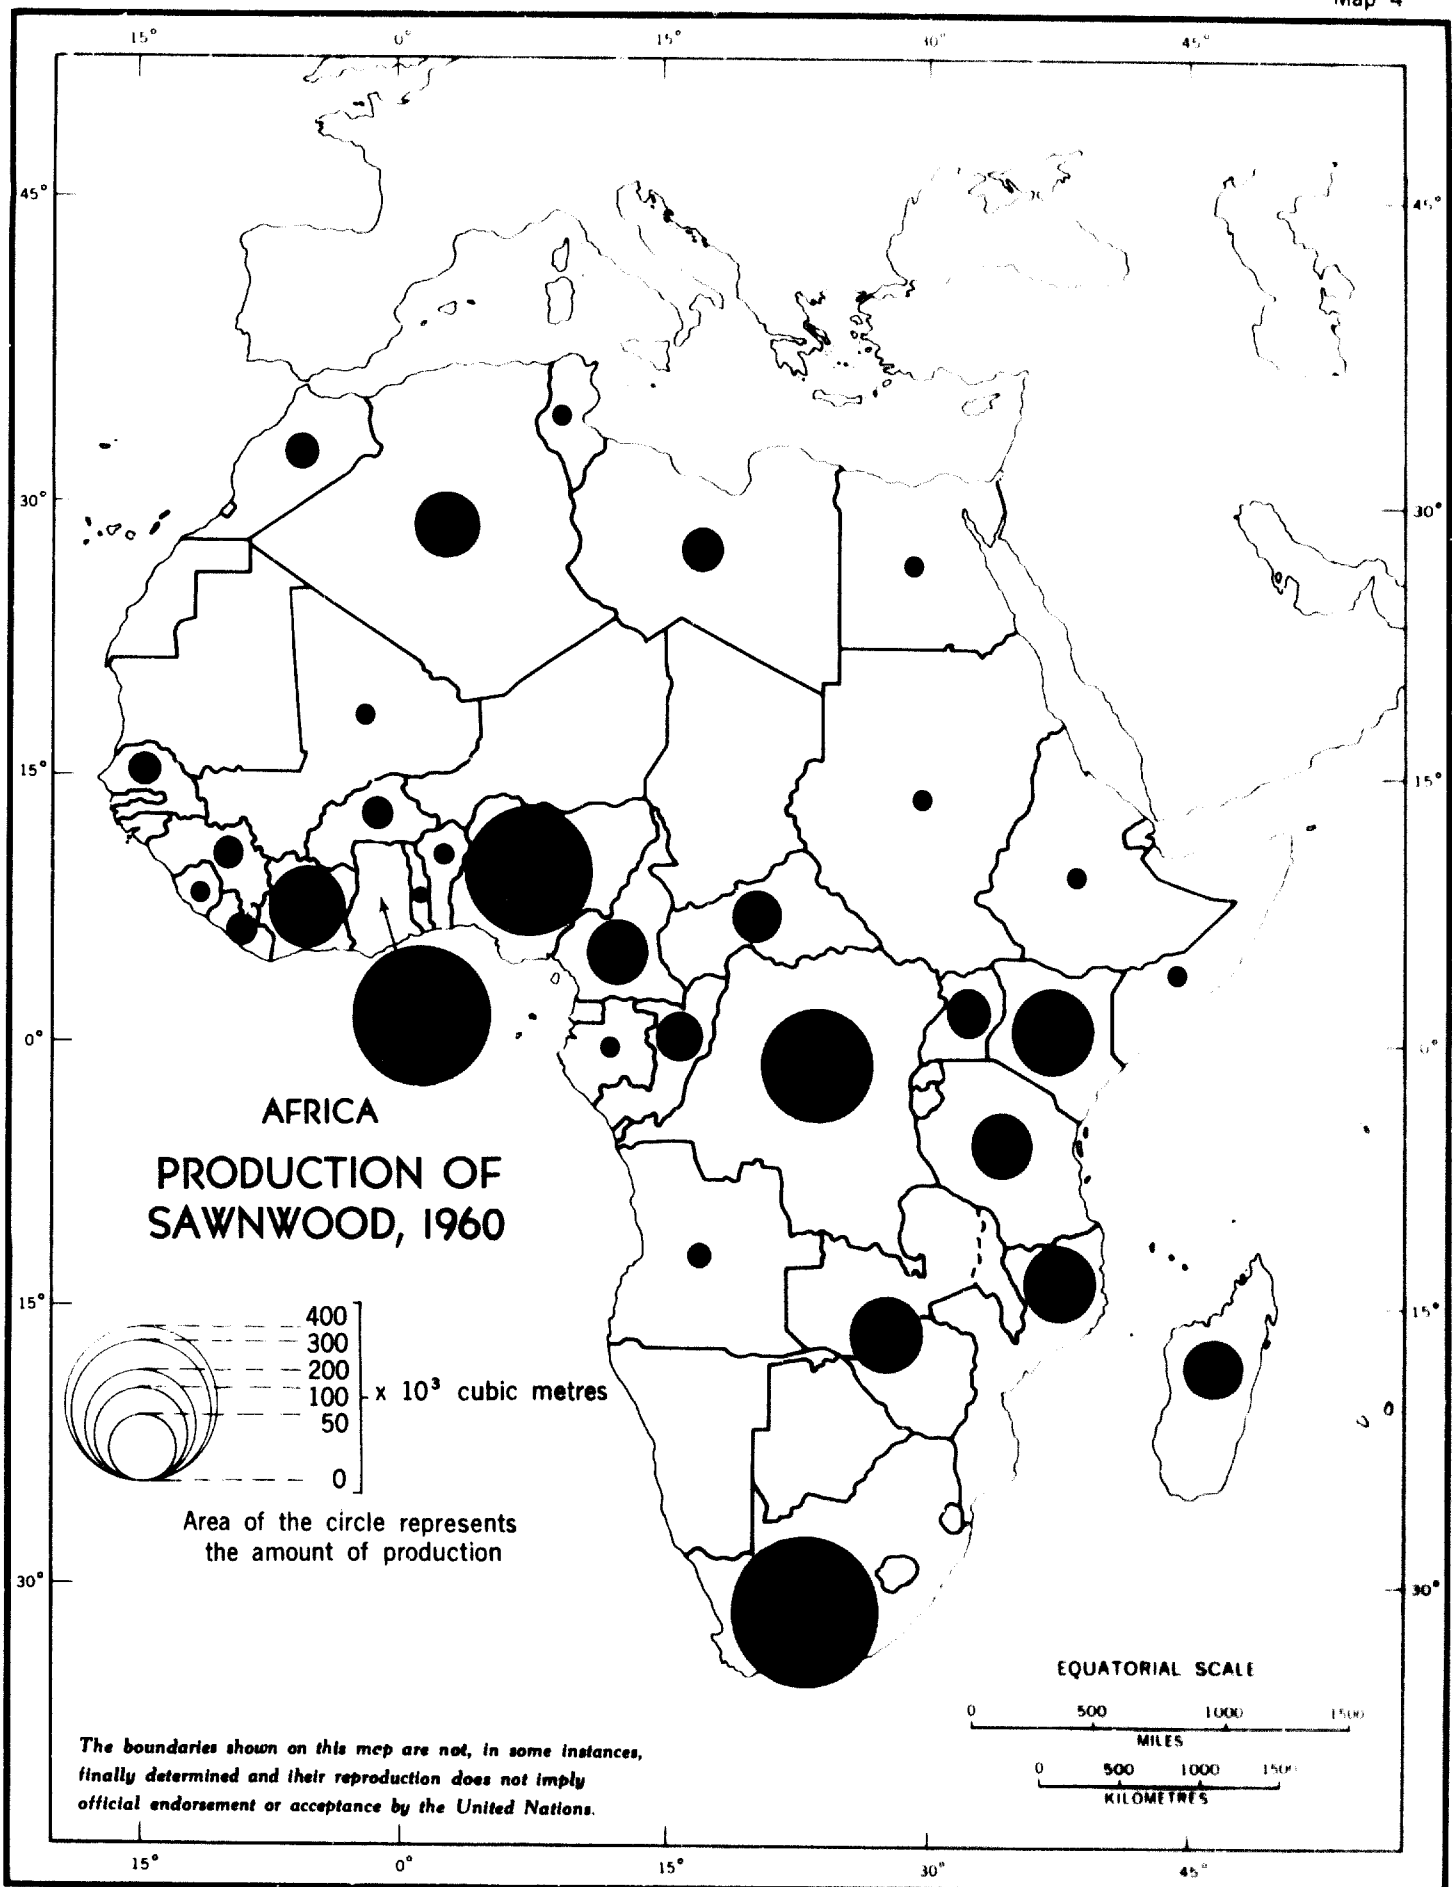 Map 4
15° 0° 15° 30° 45°
45° 45°
30° 30°
15° 15°
0° 0°
AFRICA
PRODUCTION OF
SAWNWOOD, 1960
15° 15°
400
300
200
100 x 10³ cubic metres
50
0
Area of the circle represents
the amount of production
30° 30°
EQUATORIAL SCALE
0 500 1000 1500
MILES
0 500 1000 1500
KILOMETRES
The boundaries shown on this map are not, in some instances,
finally determined and their reproduction does not imply
official endorsement or acceptance by the United Nations.
15° 0° 15° 30° 45°